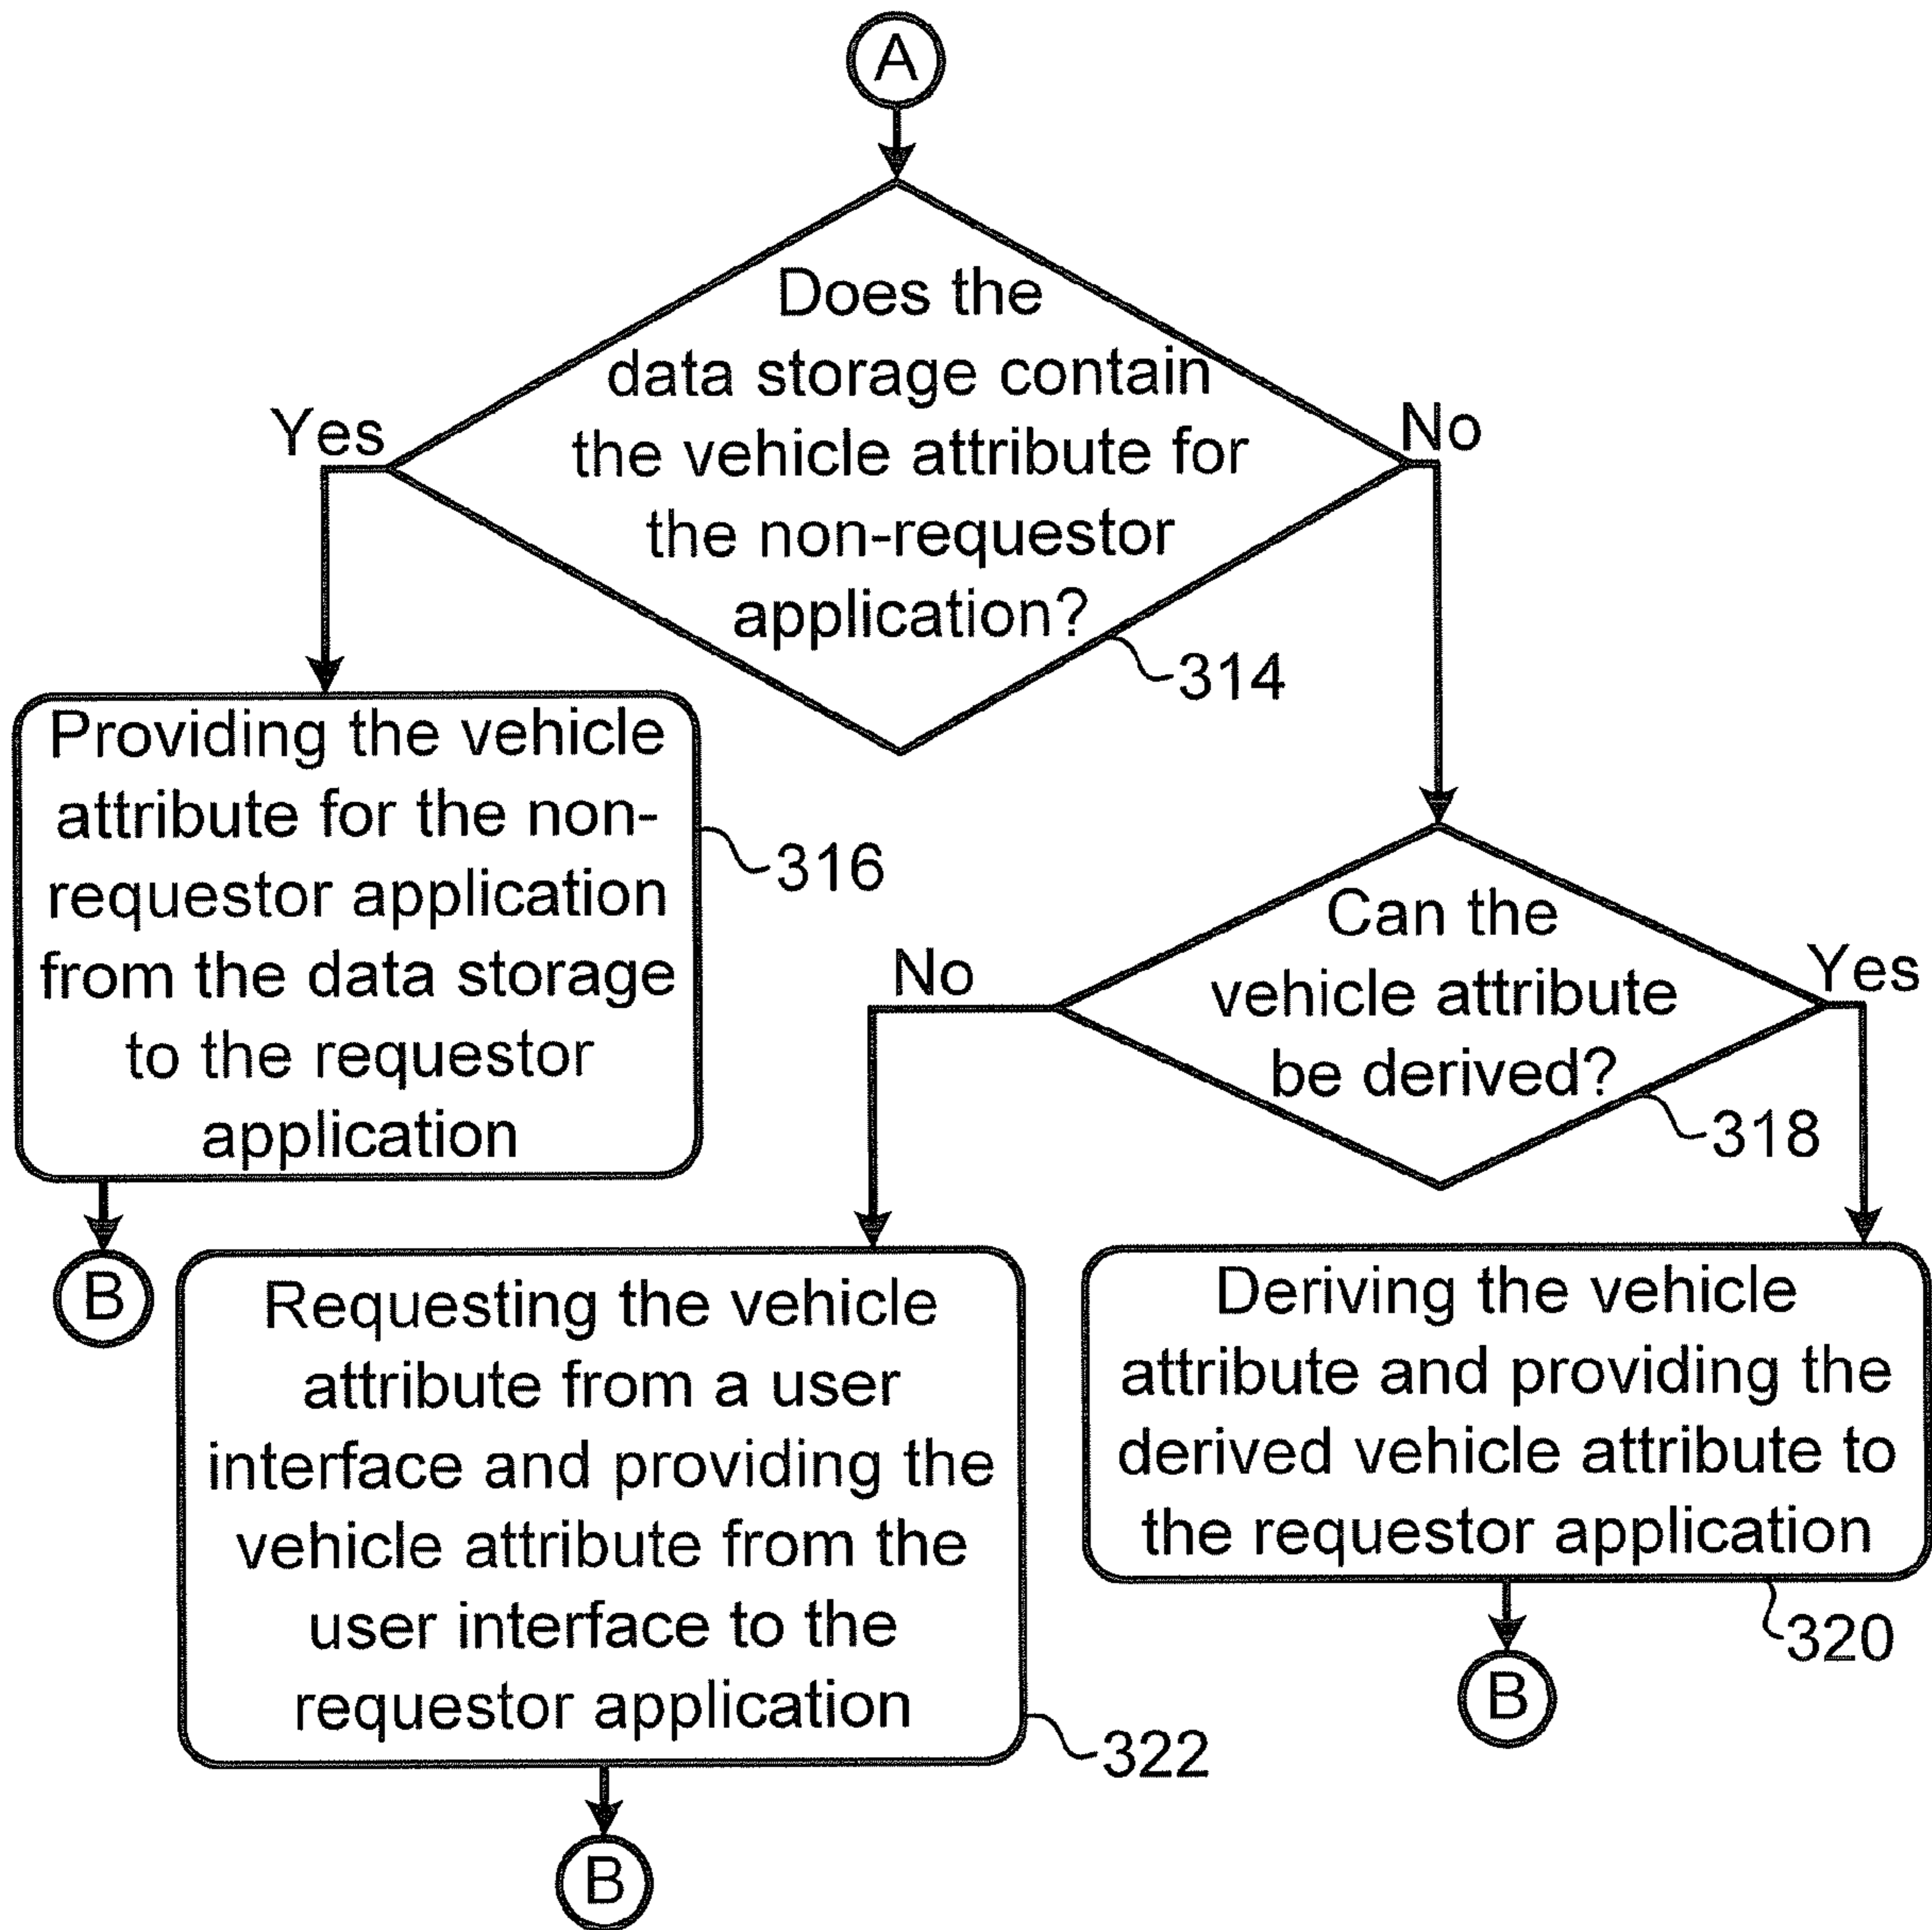 A
Does the
data storage contain
the vehicle attribute for
the non-requestor
application?
Yes
No
314
Providing the vehicle
attribute for the non-
requestor application
from the data storage
to the requestor
application
316
B
Can the
vehicle attribute
be derived?
No
Yes
318
Requesting the vehicle
attribute from a user
interface and providing the
vehicle attribute from the
user interface to the
requestor application
322
B
Deriving the vehicle
attribute and providing the
derived vehicle attribute to
the requestor application
320
B